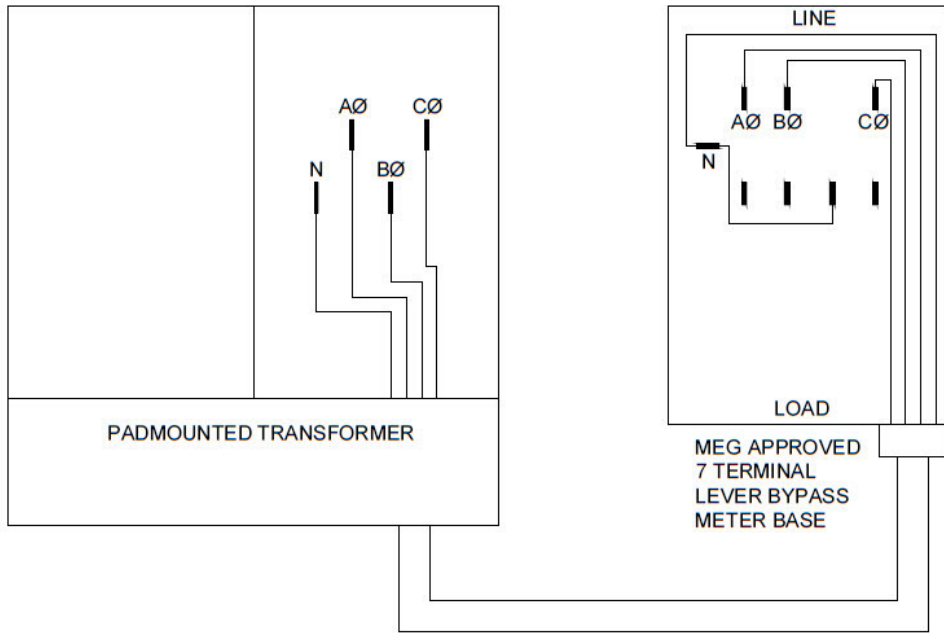 LINE
AØ CØ
AØ BØ CØ
N BØ
N
LOAD
PADMOUNTED TRANSFORMER
MEG APPROVED
7 TERMINAL
LEVER BYPASS
METER BASE